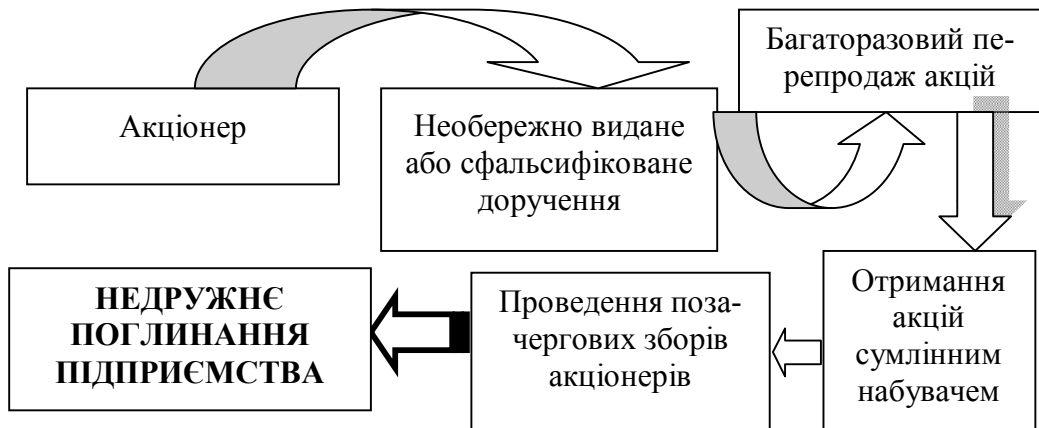 Акціонер
Необережно видане
або сфальсифіковане
доручення
Багаторазовий пе-
репродаж акцій
Отримання
акцій
сумлінним
набувачем
Проведення поза-
чергових зборів
акціонерів
НЕДРУЖНЄ
ПОГЛИНАННЯ
ПІДПРИЄМСТВА